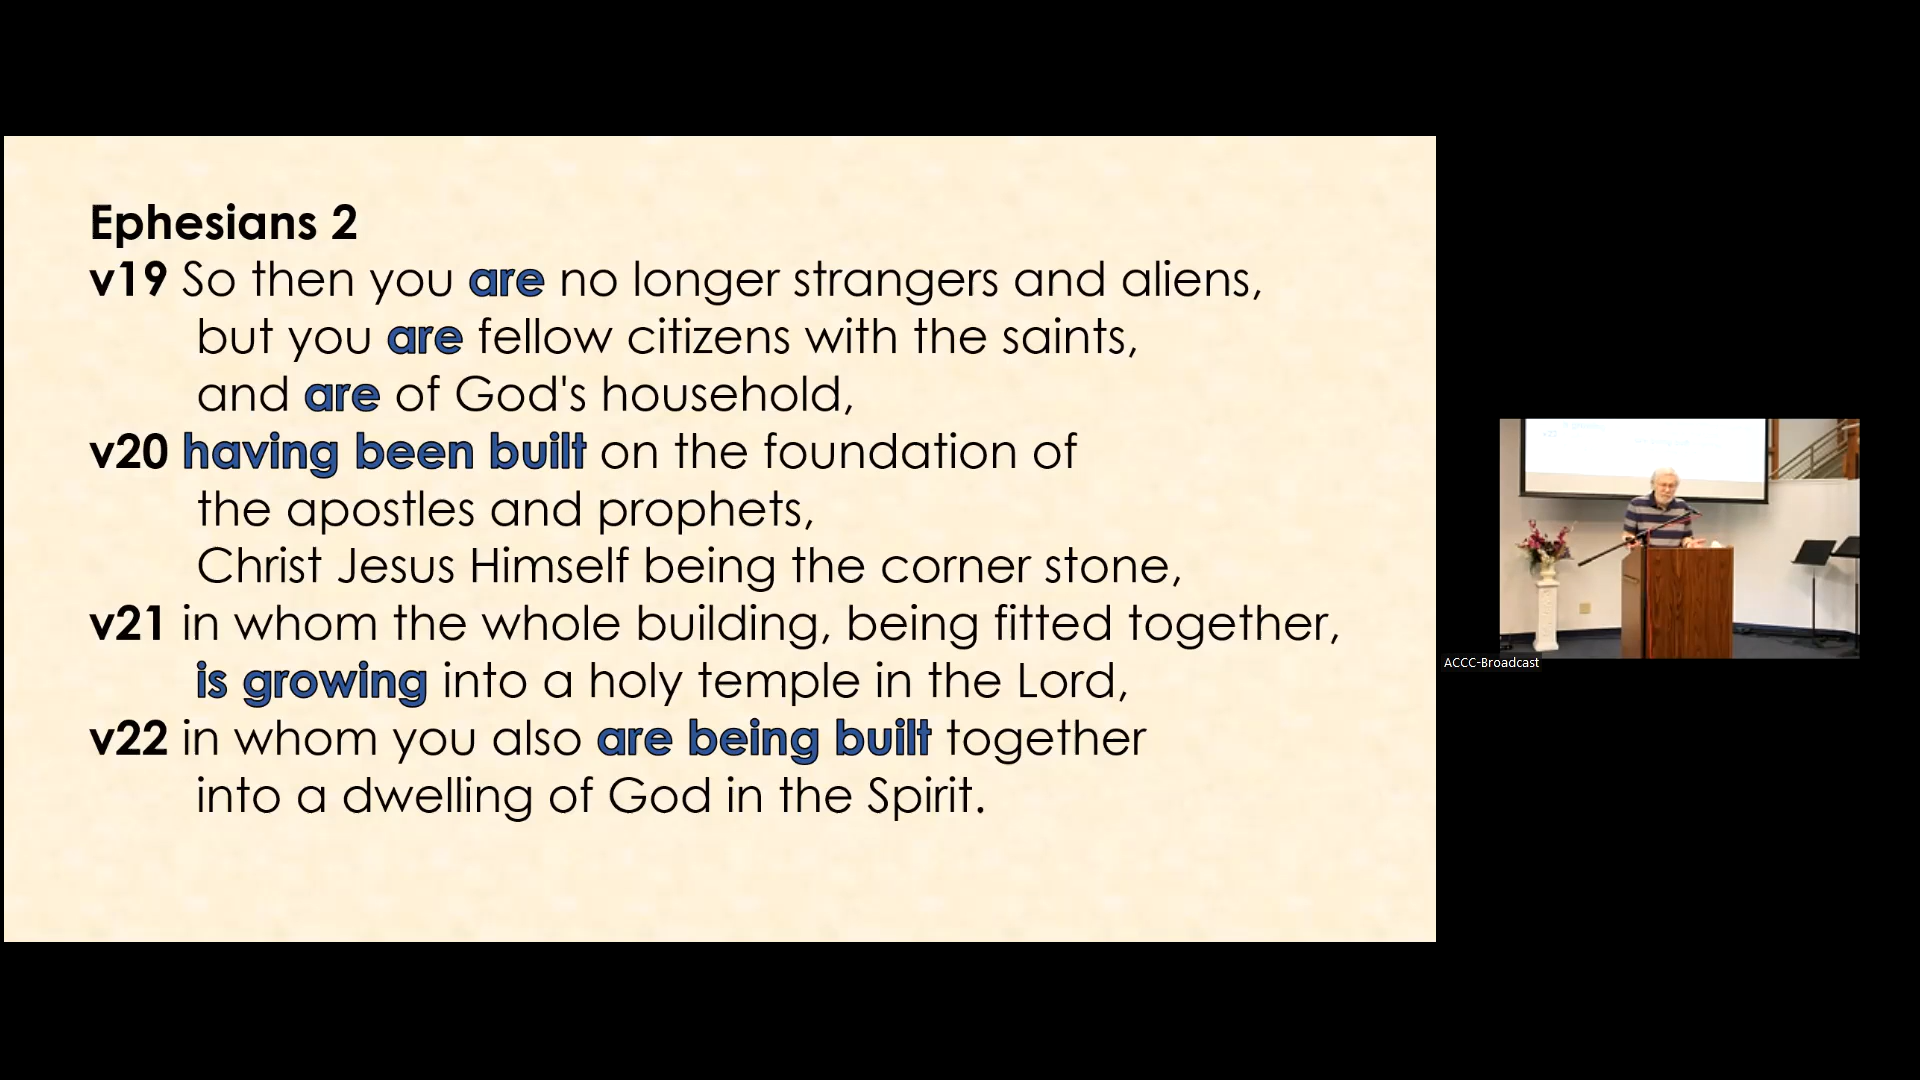 Ephesians 2
v19 So then you are no longer strangers and aliens,
but you are fellow citizens with the saints,
and are of God's household,
v20 having been built on the foundation of
the apostles and prophets,
Christ Jesus Himself being the corner stone,
v21 in whom the whole building, being fitted together,
is growing into a holy temple in the Lord,
v22 in whom you also are being built together
into a dwelling of God in the Spirit.
ACCC-Broadcast